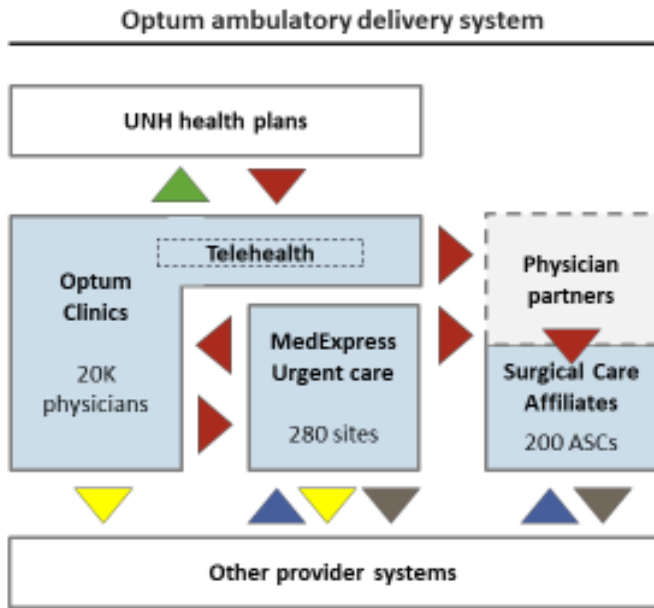 Optum ambulatory delivery system
UNH health plans
Telehealth
Optum
Clinics
20K
physicians
MedExpress
Urgent care
280 sites
Physician
partners
Surgical Care
Affiliates
200 ASCs
Other provider systems